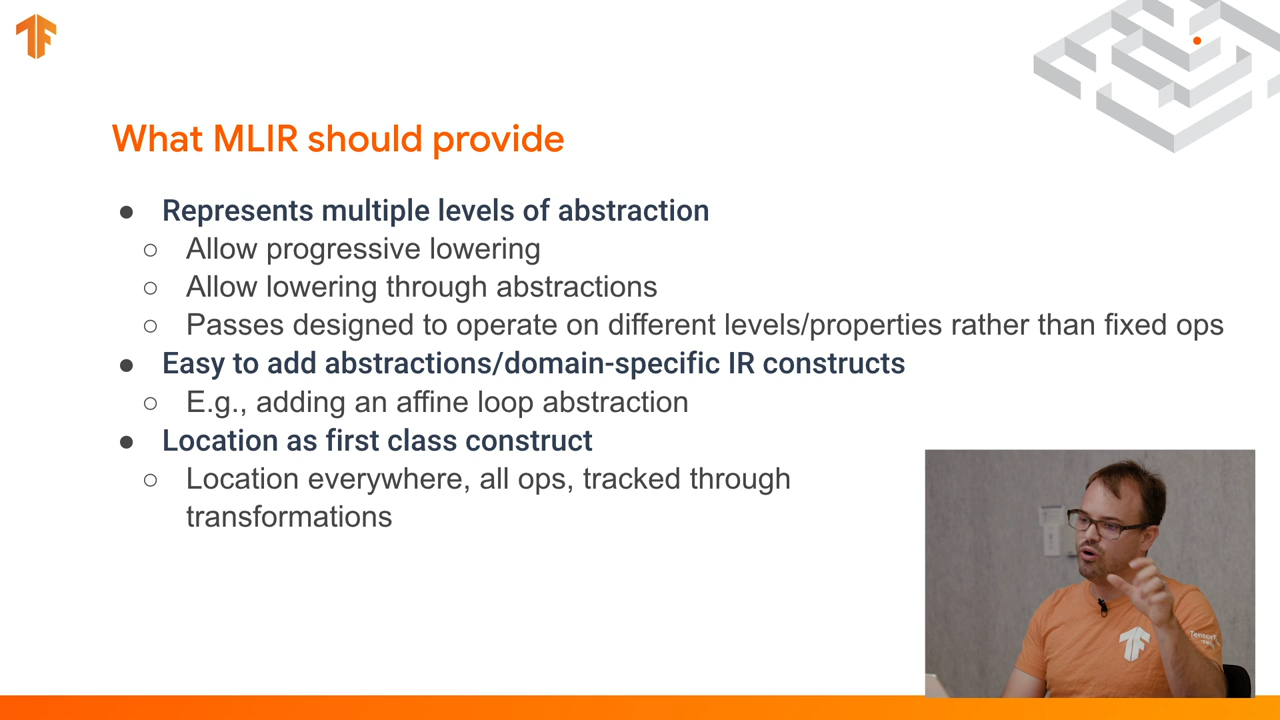 What MLIR should provide
● Represents multiple levels of abstraction
○ Allow progressive lowering
○ Allow lowering through abstractions
○ Passes designed to operate on different levels/properties rather than fixed ops
● Easy to add abstractions/domain-specific IR constructs
○ E.g., adding an affine loop abstraction
● Location as first class construct
○ Location everywhere, all ops, tracked through
transformations